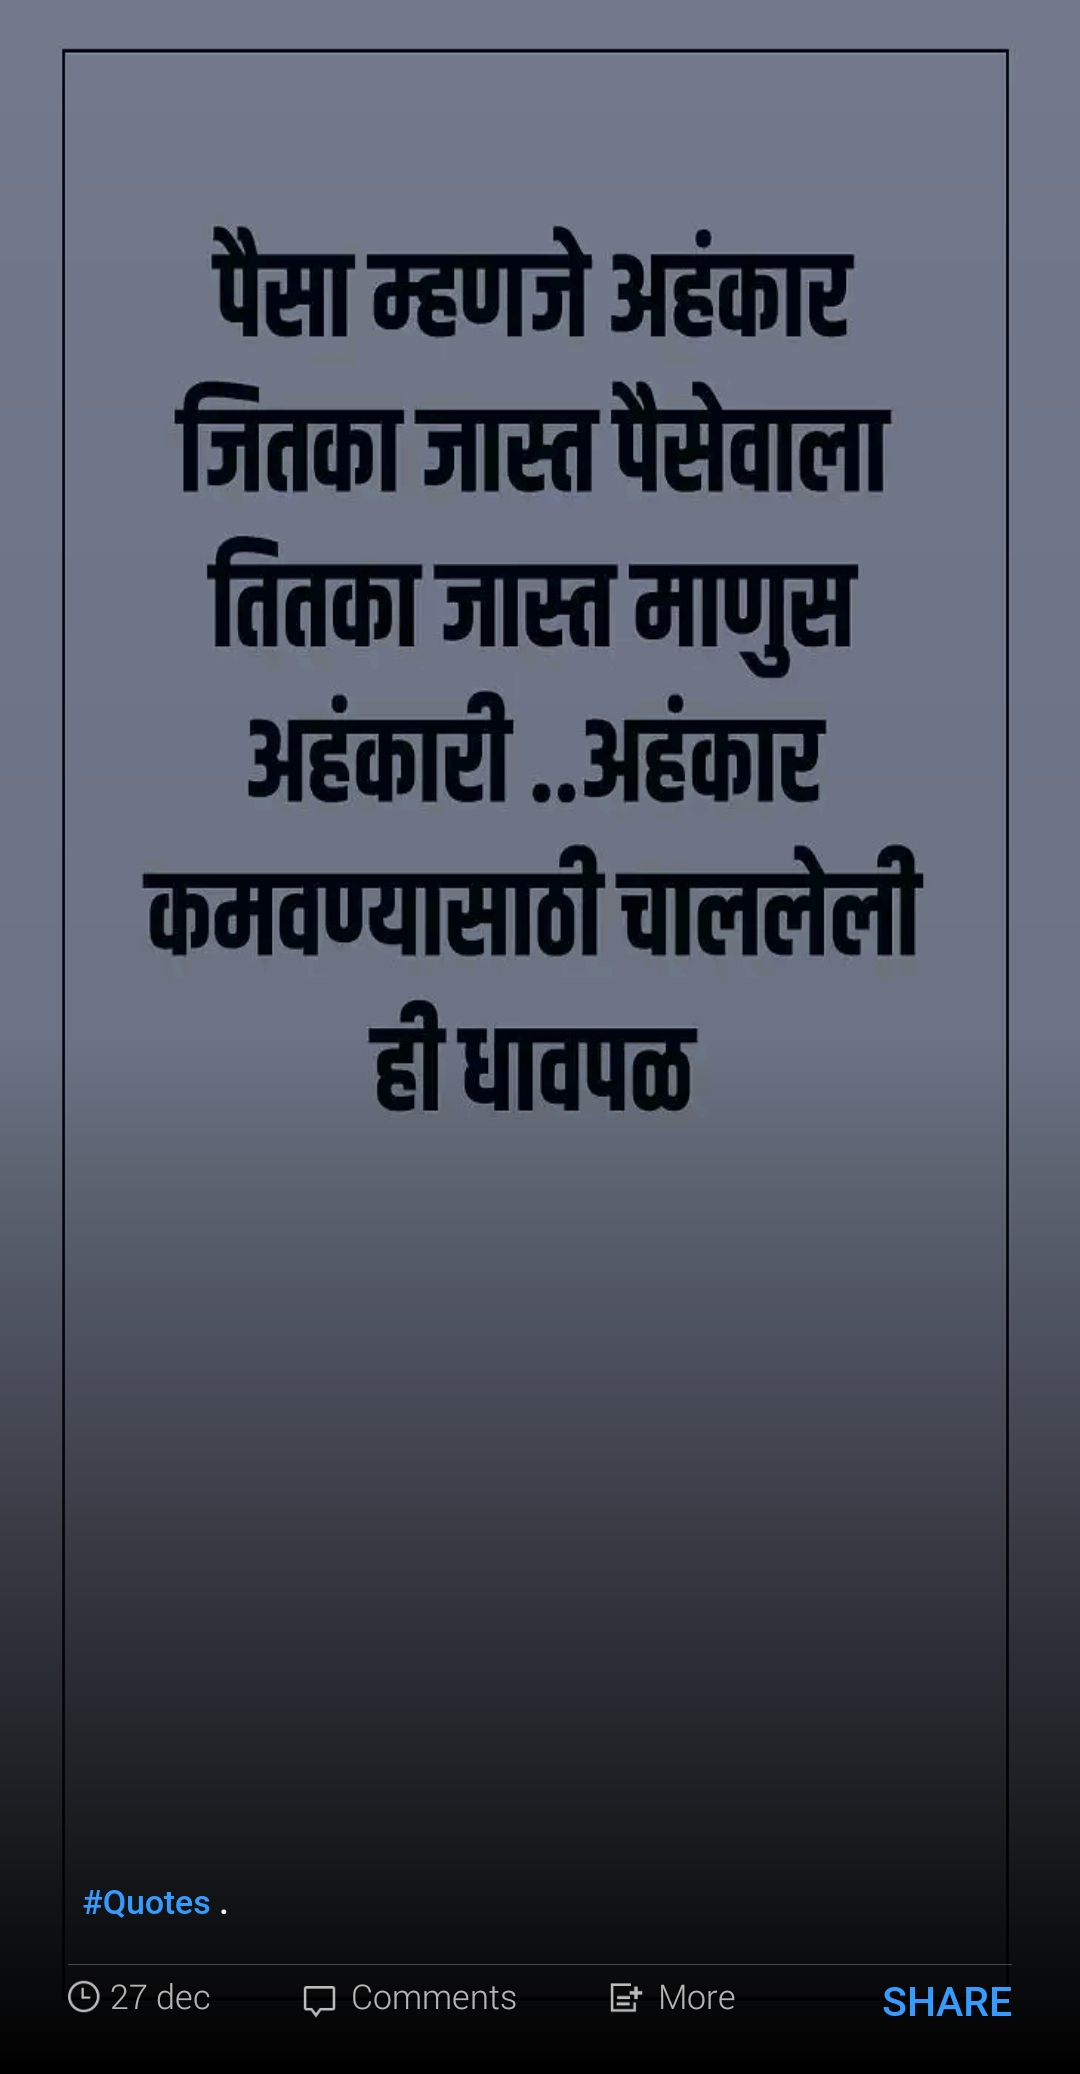 पैसा म्हणजे अहंकार
जितका जास्त पैसेवाला
तितका जास्त माणुस
अहंकारी ..अहंकार
कमवण्यासाठी चाललेली
ही धावपळ
#Quotes .
27 dec
Comments
More
SHARE